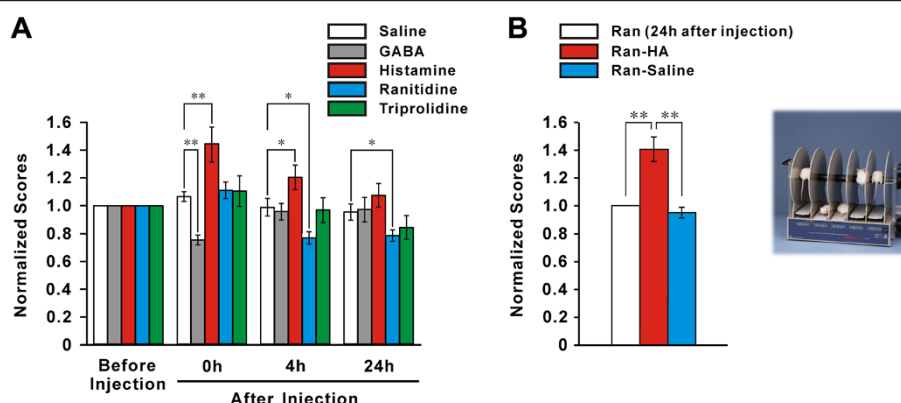 A
Saline
GABA
Histamine
Ranitidine
Triprolidine
Normalized Scores
1.6
1.4
1.2
1.0
0.8
0.6
0.4
0.2
0
** **
* *
*
Before
Injection
0h
4h
24h
After Injection
B
Ran (24h after injection)
Ran-HA
Ran-Saline
Normalized Scores
1.6
1.4
1.2
1.0
0.8
0.6
0.4
0.2
0
** **